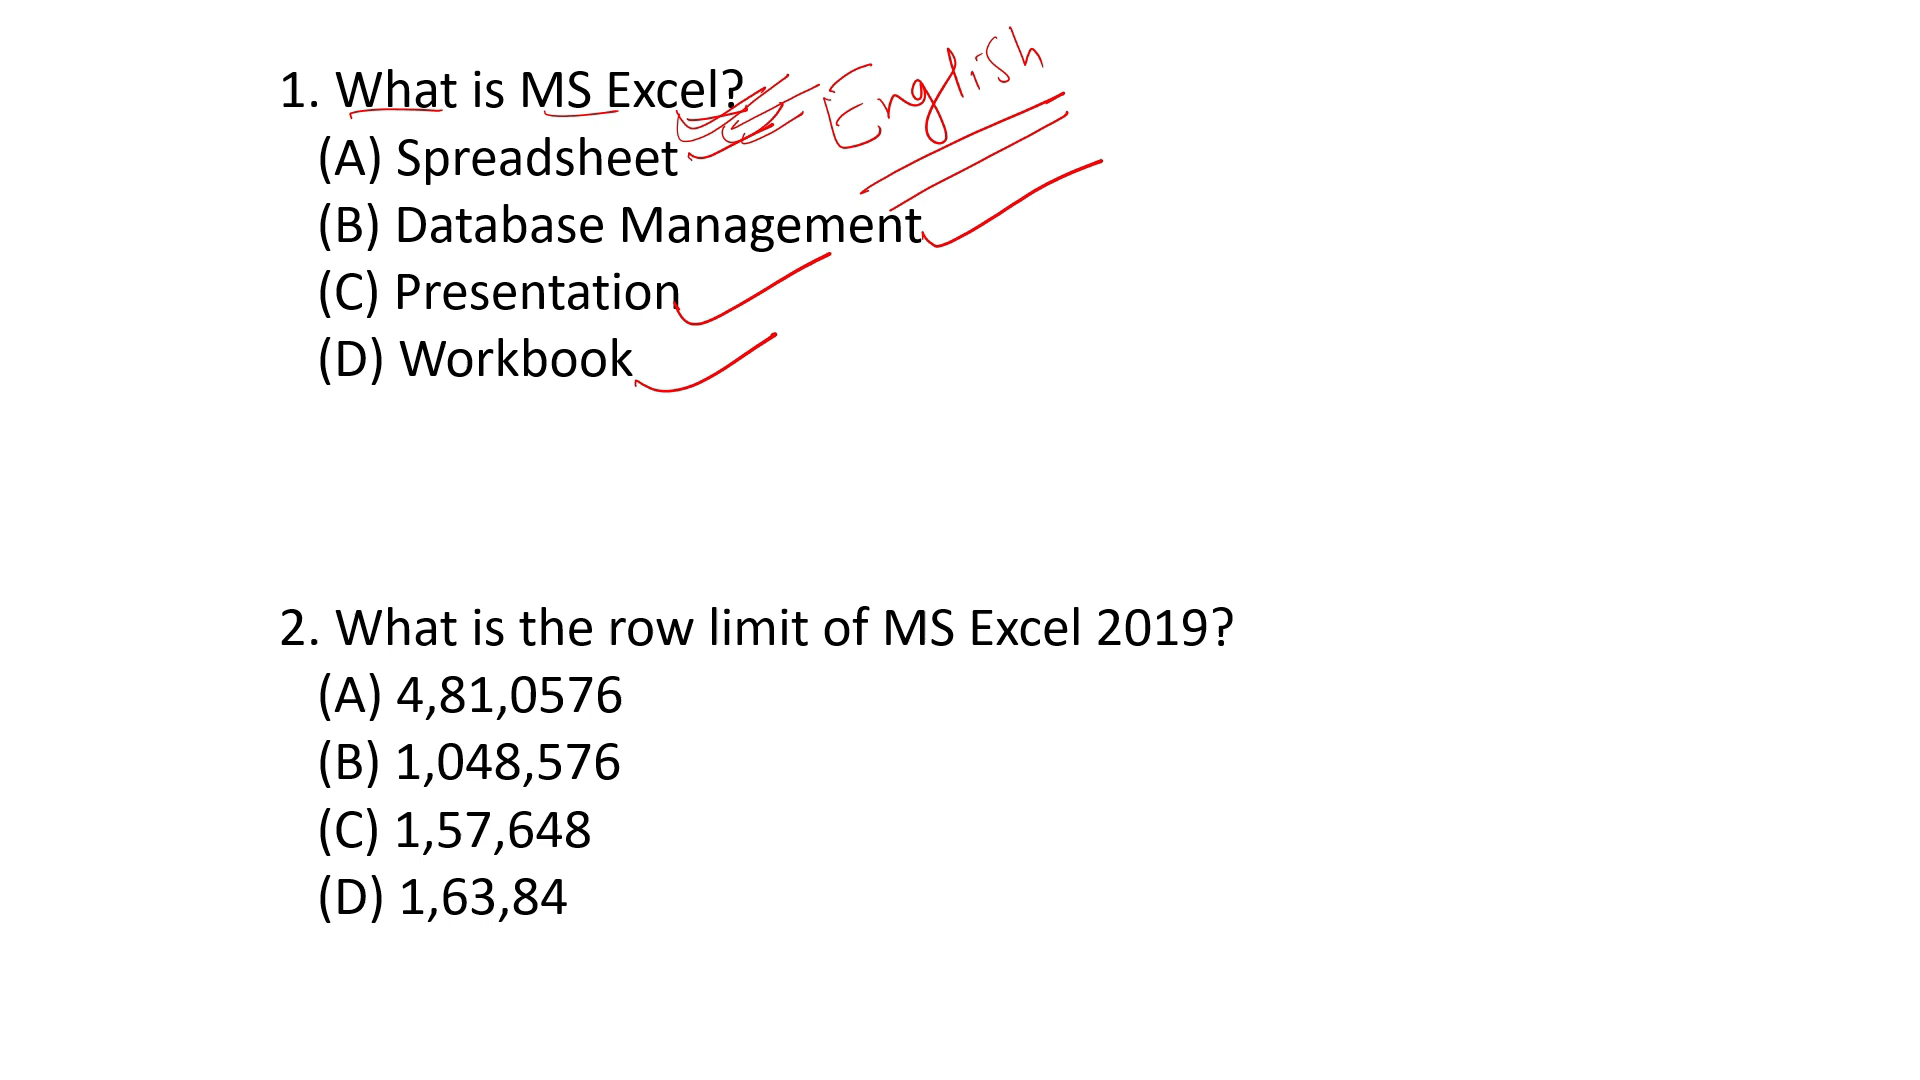 1. What is MS Excel?
English
(A) Spreadsheet
(B) Database Management
(C) Presentation
(D) Workbook
2. What is the row limit of MS Excel 2019?
(A) 4,81,0576
(B) 1,048,576
(C) 1,57,648
(D) 1,63,84